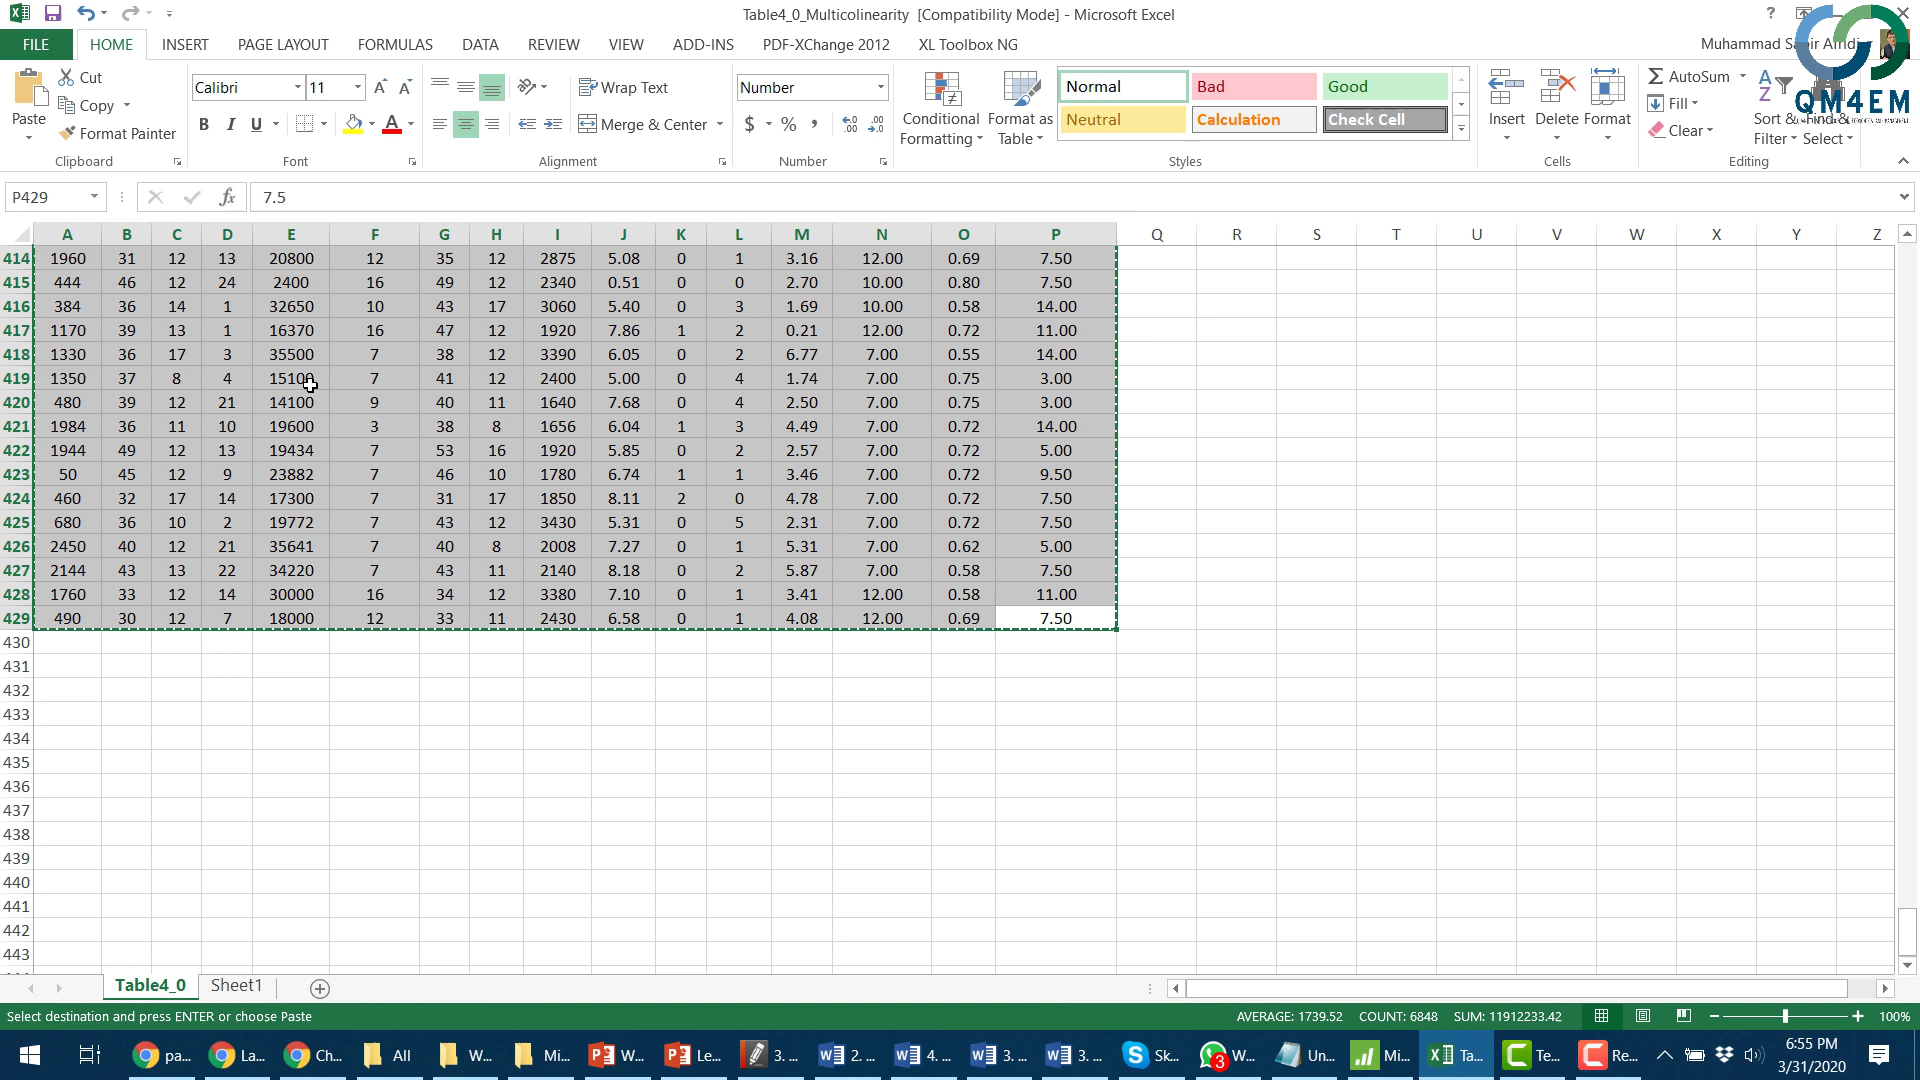 Table4_0_Multicolinearity [Compatibility Mode] - Microsoft Excel
FILE HOME INSERT PAGE LAYOUT FORMULAS DATA REVIEW VIEW ADD-INS PDF-XChange 2012 XL Toolbox NG
Muhammad Sabir Afridi
QM4EM
Paste Cut Copy Format Painter
Clipboard
Calibri 11
B I U A
Font
Wrap Text
Merge & Center
Alignment
Number
$ %
Number
Conditional Formatting Format as Table
Normal Bad Good
Neutral Calculation Check Cell
Styles
Insert Delete Format
Cells
AutoSum Fill Clear
Sort & Filter Find & Select
Editing
P429 fx 7.5
A B C D E F G H I J K L M N O P Q R S T U V W X Y Z
414 1960 31 12 13 20800 12 35 12 2875 5.08 0 1 3.16 12.00 0.69 7.50
415 444 46 12 24 2400 16 49 12 2340 0.51 0 0 2.70 10.00 0.80 7.50
416 384 36 14 1 32650 10 43 17 3060 5.40 0 3 1.69 10.00 0.58 14.00
417 1170 39 13 1 16370 16 47 12 1920 7.86 1 2 0.21 12.00 0.72 11.00
418 1330 36 17 3 35500 7 38 12 3390 6.05 0 2 6.77 7.00 0.55 14.00
419 1350 37 8 4 15100 7 41 12 2400 5.00 0 4 1.74 7.00 0.75 3.00
420 480 39 12 21 14100 9 40 11 1640 7.68 0 4 2.50 7.00 0.75 3.00
421 1984 36 11 10 19600 3 38 8 1656 6.04 1 3 4.49 7.00 0.72 14.00
422 1944 49 12 13 19434 7 53 16 1920 5.85 0 2 2.57 7.00 0.72 5.00
423 50 45 12 9 23882 7 46 10 1780 6.74 1 1 3.46 7.00 0.72 9.50
424 460 32 17 14 17300 7 31 17 1850 8.11 2 0 4.78 7.00 0.72 7.50
425 680 36 10 2 19772 7 43 12 3430 5.31 0 5 2.31 7.00 0.72 7.50
426 2450 40 12 21 35641 7 40 8 2008 7.27 0 1 5.31 7.00 0.62 5.00
427 2144 43 13 22 34220 7 43 11 2140 8.18 0 2 5.87 7.00 0.58 7.50
428 1760 33 12 14 30000 16 34 12 3380 7.10 0 1 3.41 12.00 0.58 11.00
429 490 30 12 7 18000 12 33 11 2430 6.58 0 1 4.08 12.00 0.69 7.50
430
431
432
433
434
435
436
437
438
439
440
441
442
443
Table4_0 Sheet1
Select destination and press ENTER or choose Paste AVERAGE: 1739.52 COUNT: 6848 SUM: 11912233.42 100%
pa... La... Ch... All W... Mi... W... Le... 3. ... 2. ... 4. ... 3. ... 3. ... Sk... 3 W... Un... Mi... Ta... Te... Re... 6:55 PM
3/31/2020